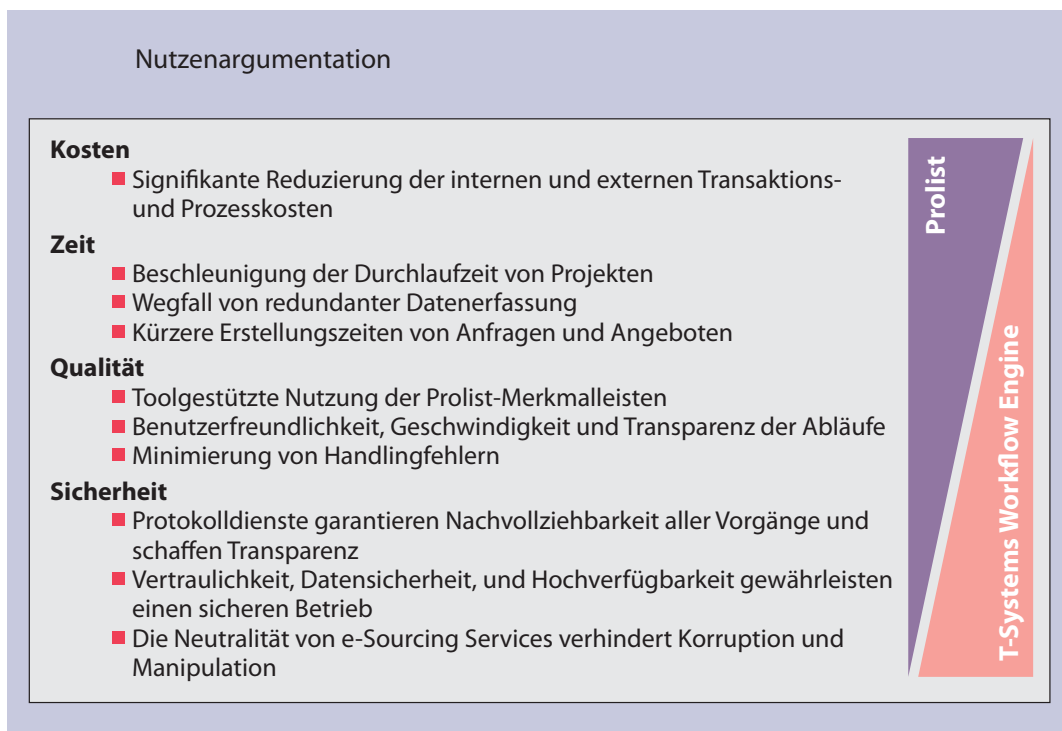 Nutzenargumentation
Kosten
Signifikante Reduzierung der internen und externen Transaktions-
und Prozesskosten
Zeit
Beschleunigung der Durchlaufzeit von Projekten
Wegfall von redundanter Datenerfassung
Kürzere Erstellungszeiten von Anfragen und Angeboten
Qualität
Toolgestützte Nutzung der Prolist-Merkmalleisten
Benutzerfreundlichkeit, Geschwindigkeit und Transparenz der Abläufe
Minimierung von Handlingfehlern
Sicherheit
Protokolldienste garantieren Nachvollziehbarkeit aller Vorgänge und
schaffen Transparenz
Vertraulichkeit, Datensicherheit, und Hochverfügbarkeit gewährleisten
einen sicheren Betrieb
Die Neutralität von e-Sourcing Services verhindert Korruption und
Manipulation
Prolist
T-Systems Workflow Engine